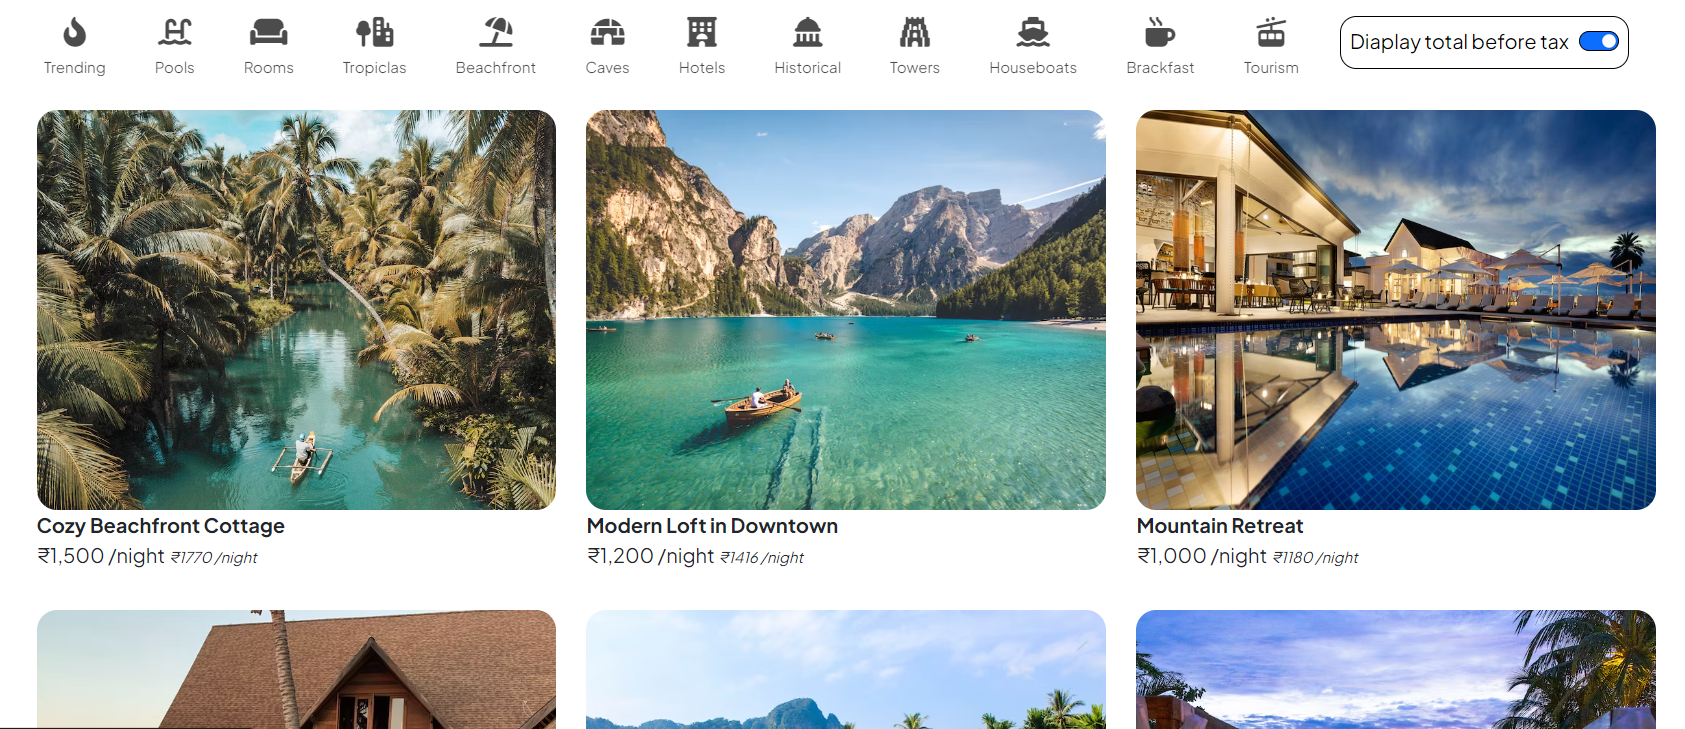 Trending Pools Rooms Tropiclas Beachfront Caves Hotels Historical Towers Houseboats Brackfast Tourism Diaplay total before tax
Cozy Beachfront Cottage
₹1,500 /night ₹1770 /night
Modern Loft in Downtown
₹1,200 /night ₹1416 /night
Mountain Retreat
₹1,000 /night ₹1180 /night